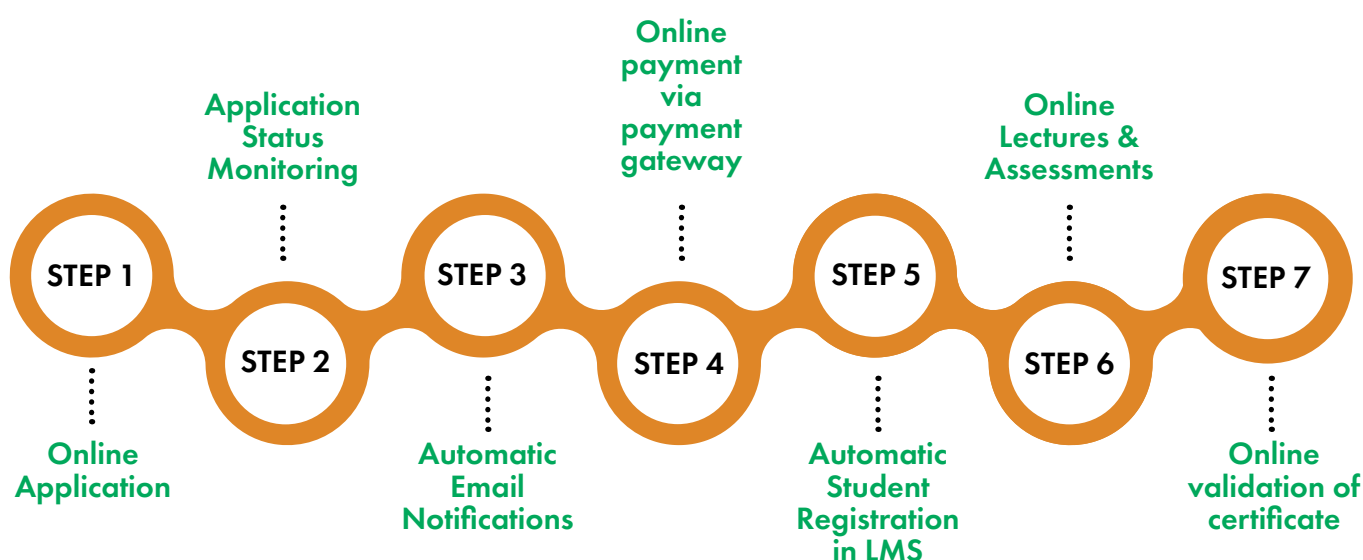 STEP 1
Online
Application
STEP 2
Application
Status
Monitoring
STEP 3
Automatic
Email
Notifications
STEP 4
Online
payment
via
payment
gateway
STEP 5
Automatic
Student
Registration
in LMS
STEP 6
Online
Lectures &
Assessments
STEP 7
Online
validation of
certificate